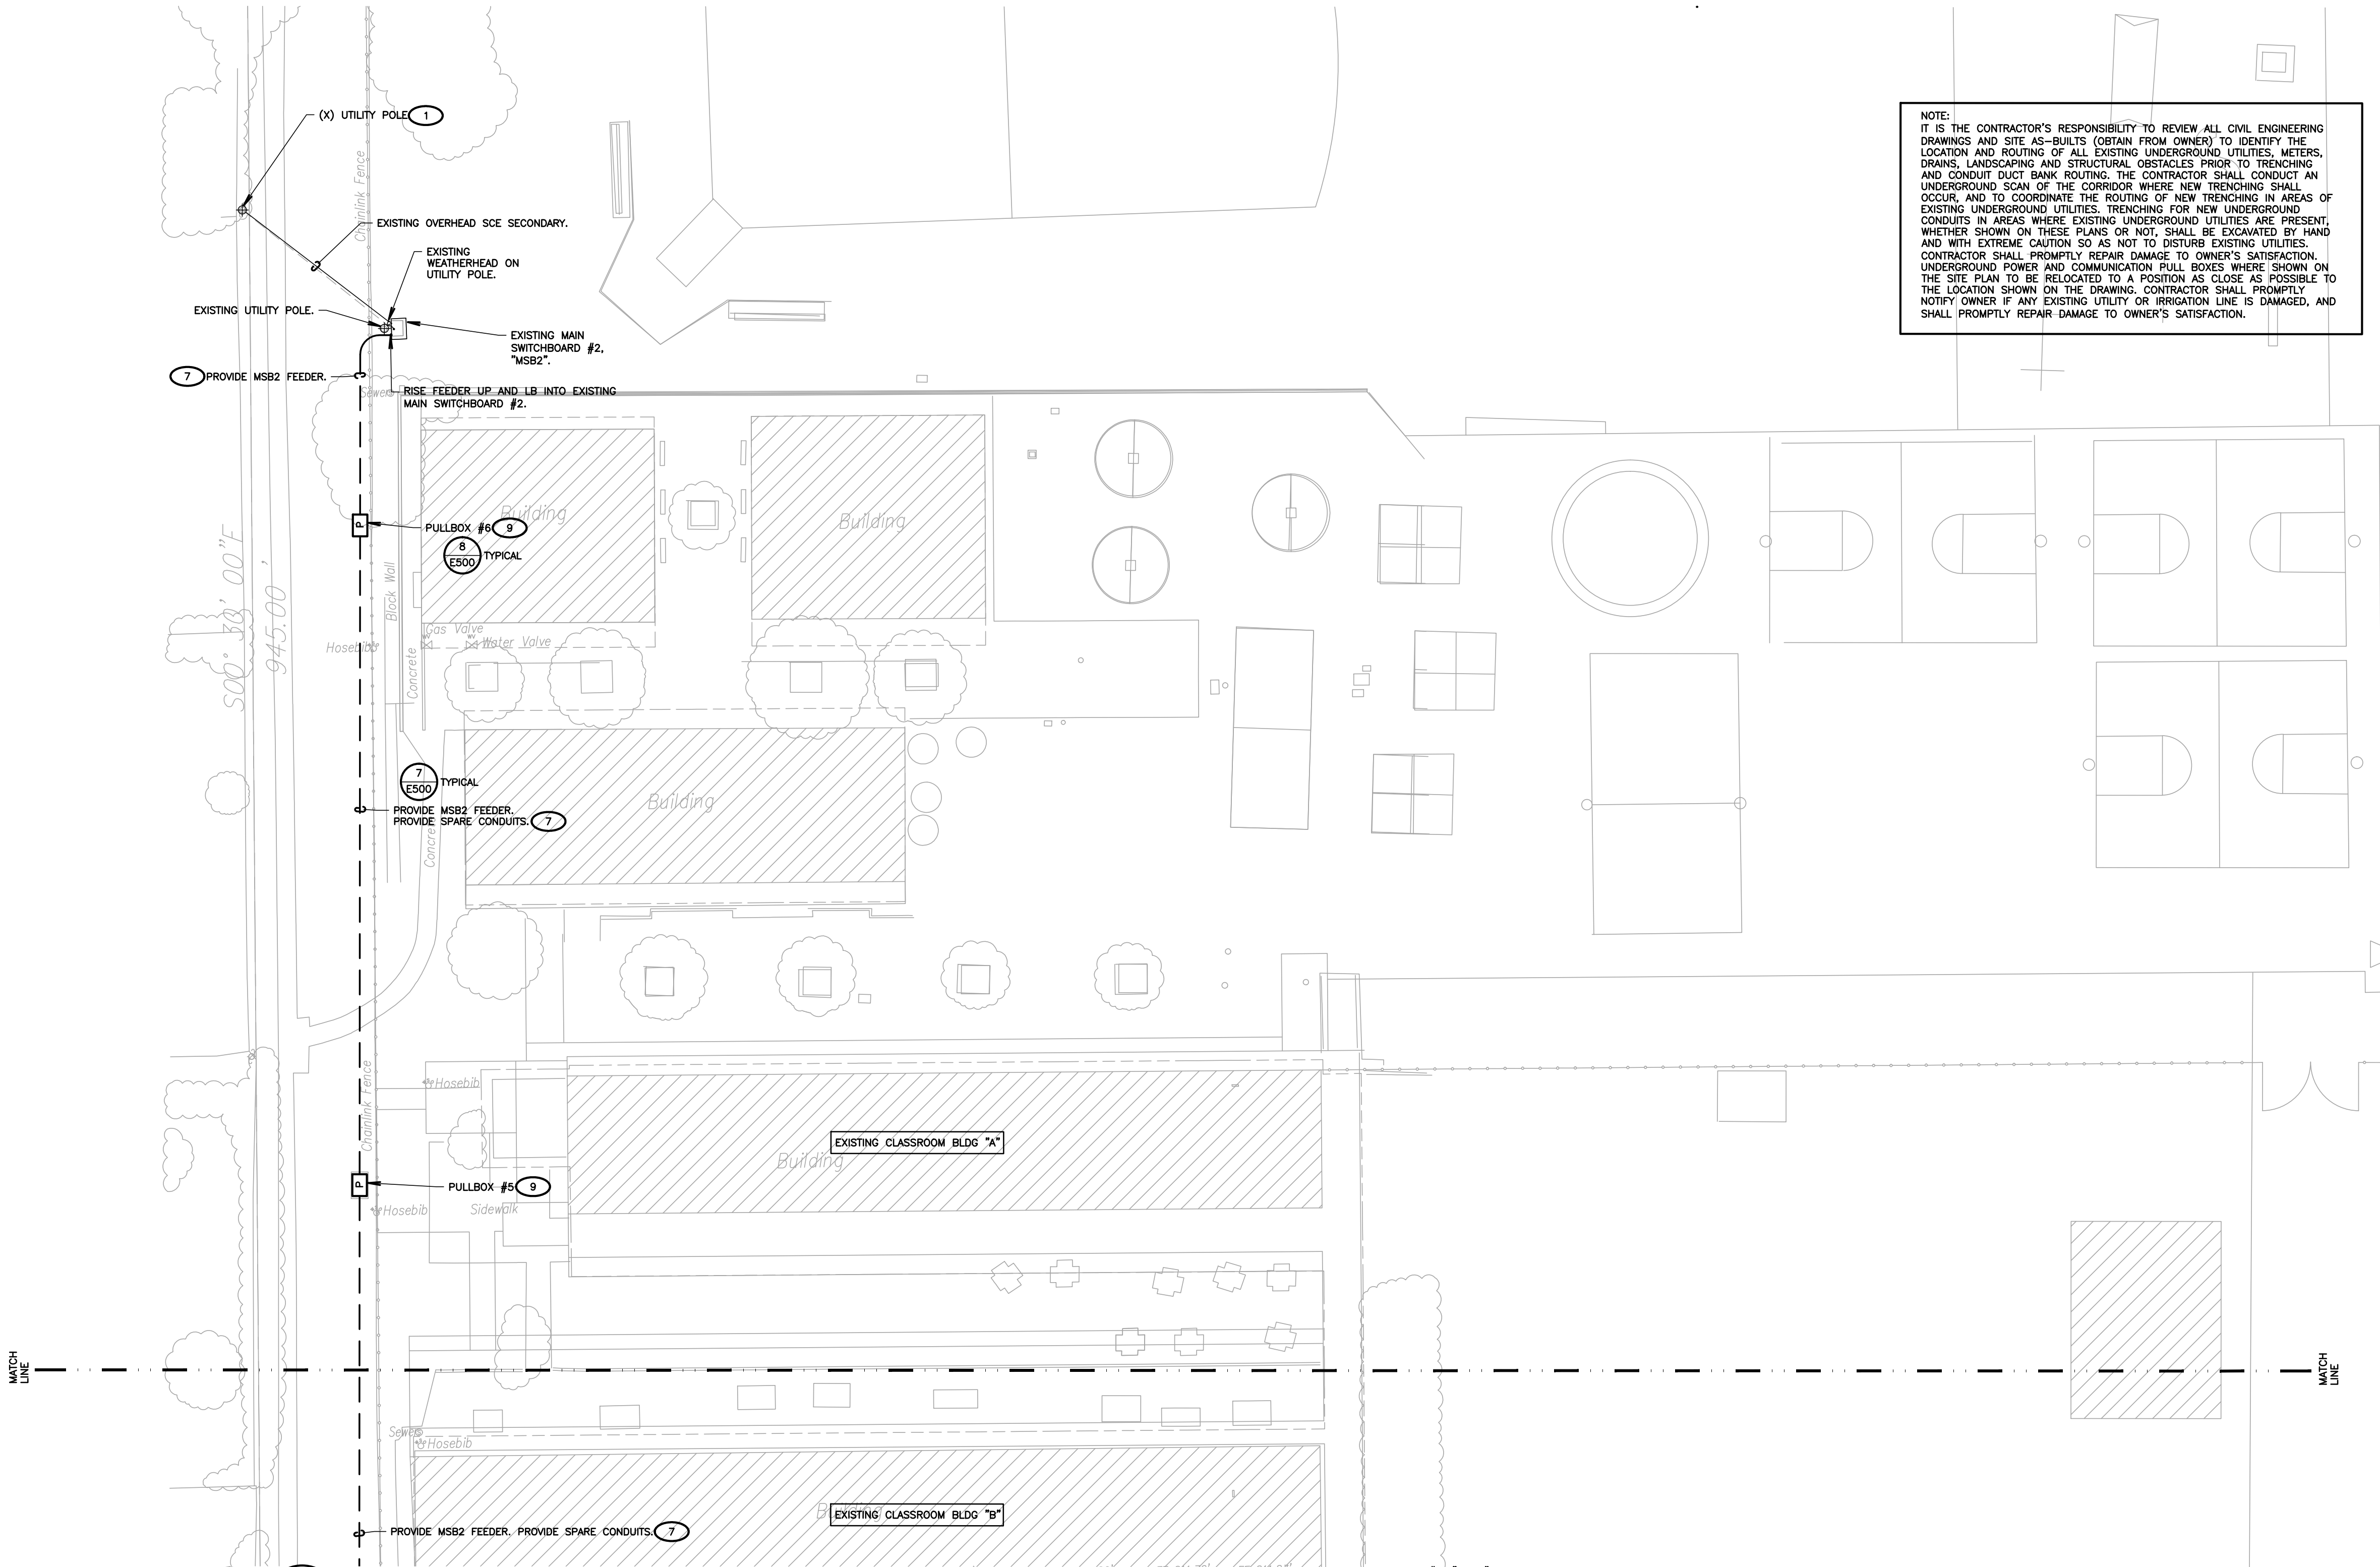 (X) UTILITY POLE 1
EXISTING OVERHEAD SCE SECONDARY.
EXISTING
WEATHERHEAD ON
UTILITY POLE.
EXISTING UTILITY POLE.
EXISTING MAIN
SWITCHBOARD #2,
"MSB2".
7 PROVIDE MSB2 FEEDER.
RISE FEEDER UP AND LB INTO EXISTING
MAIN SWITCHBOARD #2.
Chainlink Fence
Sewer
NOTE:
IT IS THE CONTRACTOR'S RESPONSIBILITY TO REVIEW ALL CIVIL ENGINEERING
DRAWINGS AND SITE AS-BUILTS (OBTAIN FROM OWNER) TO IDENTIFY THE
LOCATION AND ROUTING OF ALL EXISTING UNDERGROUND UTILITIES, METERS,
DRAINS, LANDSCAPING AND STRUCTURAL OBSTACLES PRIOR TO TRENCHING
AND CONDUIT DUCT BANK ROUTING. THE CONTRACTOR SHALL CONDUCT AN
UNDERGROUND SCAN OF THE CORRIDOR WHERE NEW TRENCHING SHALL
OCCUR, AND TO COORDINATE THE ROUTING OF NEW TRENCHING IN AREAS OF
EXISTING UNDERGROUND UTILITIES. TRENCHING FOR NEW UNDERGROUND
CONDUITS IN AREAS WHERE EXISTING UNDERGROUND UTILITIES ARE PRESENT,
WHETHER SHOWN ON THESE PLANS OR NOT, SHALL BE EXCAVATED BY HAND
AND WITH EXTREME CAUTION SO AS NOT TO DISTURB EXISTING UTILITIES.
CONTRACTOR SHALL PROMPTLY REPAIR DAMAGE TO OWNER'S SATISFACTION.
UNDERGROUND POWER AND COMMUNICATION PULL BOXES WHERE SHOWN ON
THE SITE PLAN TO BE RELOCATED TO A POSITION AS CLOSE AS POSSIBLE TO
THE LOCATION SHOWN ON THE DRAWING. CONTRACTOR SHALL PROMPTLY
NOTIFY OWNER IF ANY EXISTING UTILITY OR IRRIGATION LINE IS DAMAGED, AND
SHALL PROMPTLY REPAIR DAMAGE TO OWNER'S SATISFACTION.
Building
Building
P
PULLBOX #6 9
8
E500
TYPICAL
945.00 '
Block Wall
Gas Valve
WV
WV
Water Valve
Hosebib
Concrete
7
E500
TYPICAL
Building
PROVIDE MSB2 FEEDER.
PROVIDE SPARE CONDUITS. 7
Concrete
Chainlink Fence
Hosebib
EXISTING CLASSROOM BLDG "A"
Building
P
PULLBOX #5 9
Hosebib
Sidewalk
MATCH
LINE
MATCH
LINE
Sewer
Hosebib
Building
EXISTING CLASSROOM BLDG "B"
PROVIDE MSB2 FEEDER. PROVIDE SPARE CONDUITS. 7